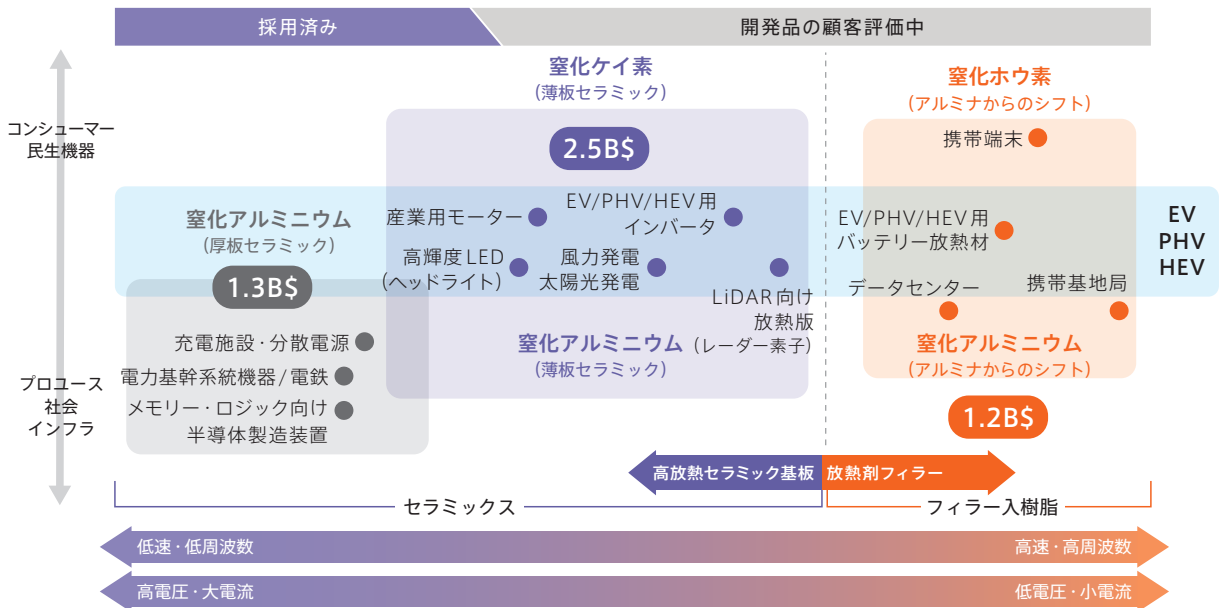 採用済み
開発品の顧客評価中
コンシューマー
民生機器
プロユース
社会
インフラ
窒化アルミニウム
(厚板セラミック)
1.3B$
充電施設・分散電源
電力基幹系統機器/電鉄
メモリー・ロジック向け
半導体製造装置
窒化ケイ素
(薄板セラミック)
2.5B$
産業用モーター
EV/PHV/HEV用
インバータ
高輝度LED
(ヘッドライト)
風力発電
太陽光発電
LiDAR向け
放熱版
(レーダー素子)
窒化アルミニウム
(薄板セラミック)
窒化ホウ素
(アルミナからのシフト)
携帯端末
EV/PHV/HEV用
バッテリー放熱材
データセンター
携帯基地局
窒化アルミニウム
(アルミナからのシフト)
1.2B$
EV
PHV
HEV
高放熱セラミック基板
放熱剤フィラー
セラミックス
フィラー入樹脂
低速・低周波数
高速・高周波数
高電圧・大電流
低電圧・小電流